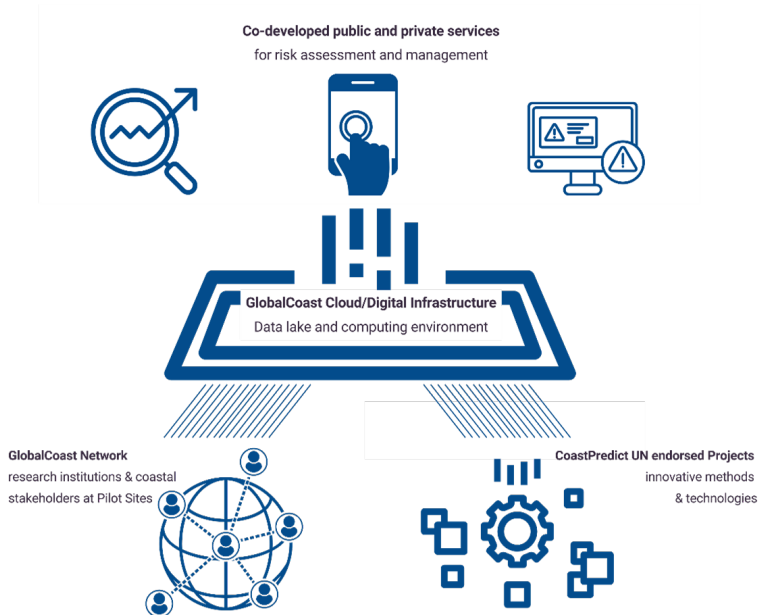 Co-developed public and private services
for risk assessment and management
GlobalCoast Cloud/Digital Infrastructure
Data lake and computing environment
GlobalCoast Network
research institutions & coastal
stakeholders at Pilot Sites
CoastPredict UN endorsed Projects
innovative methods
& technologies